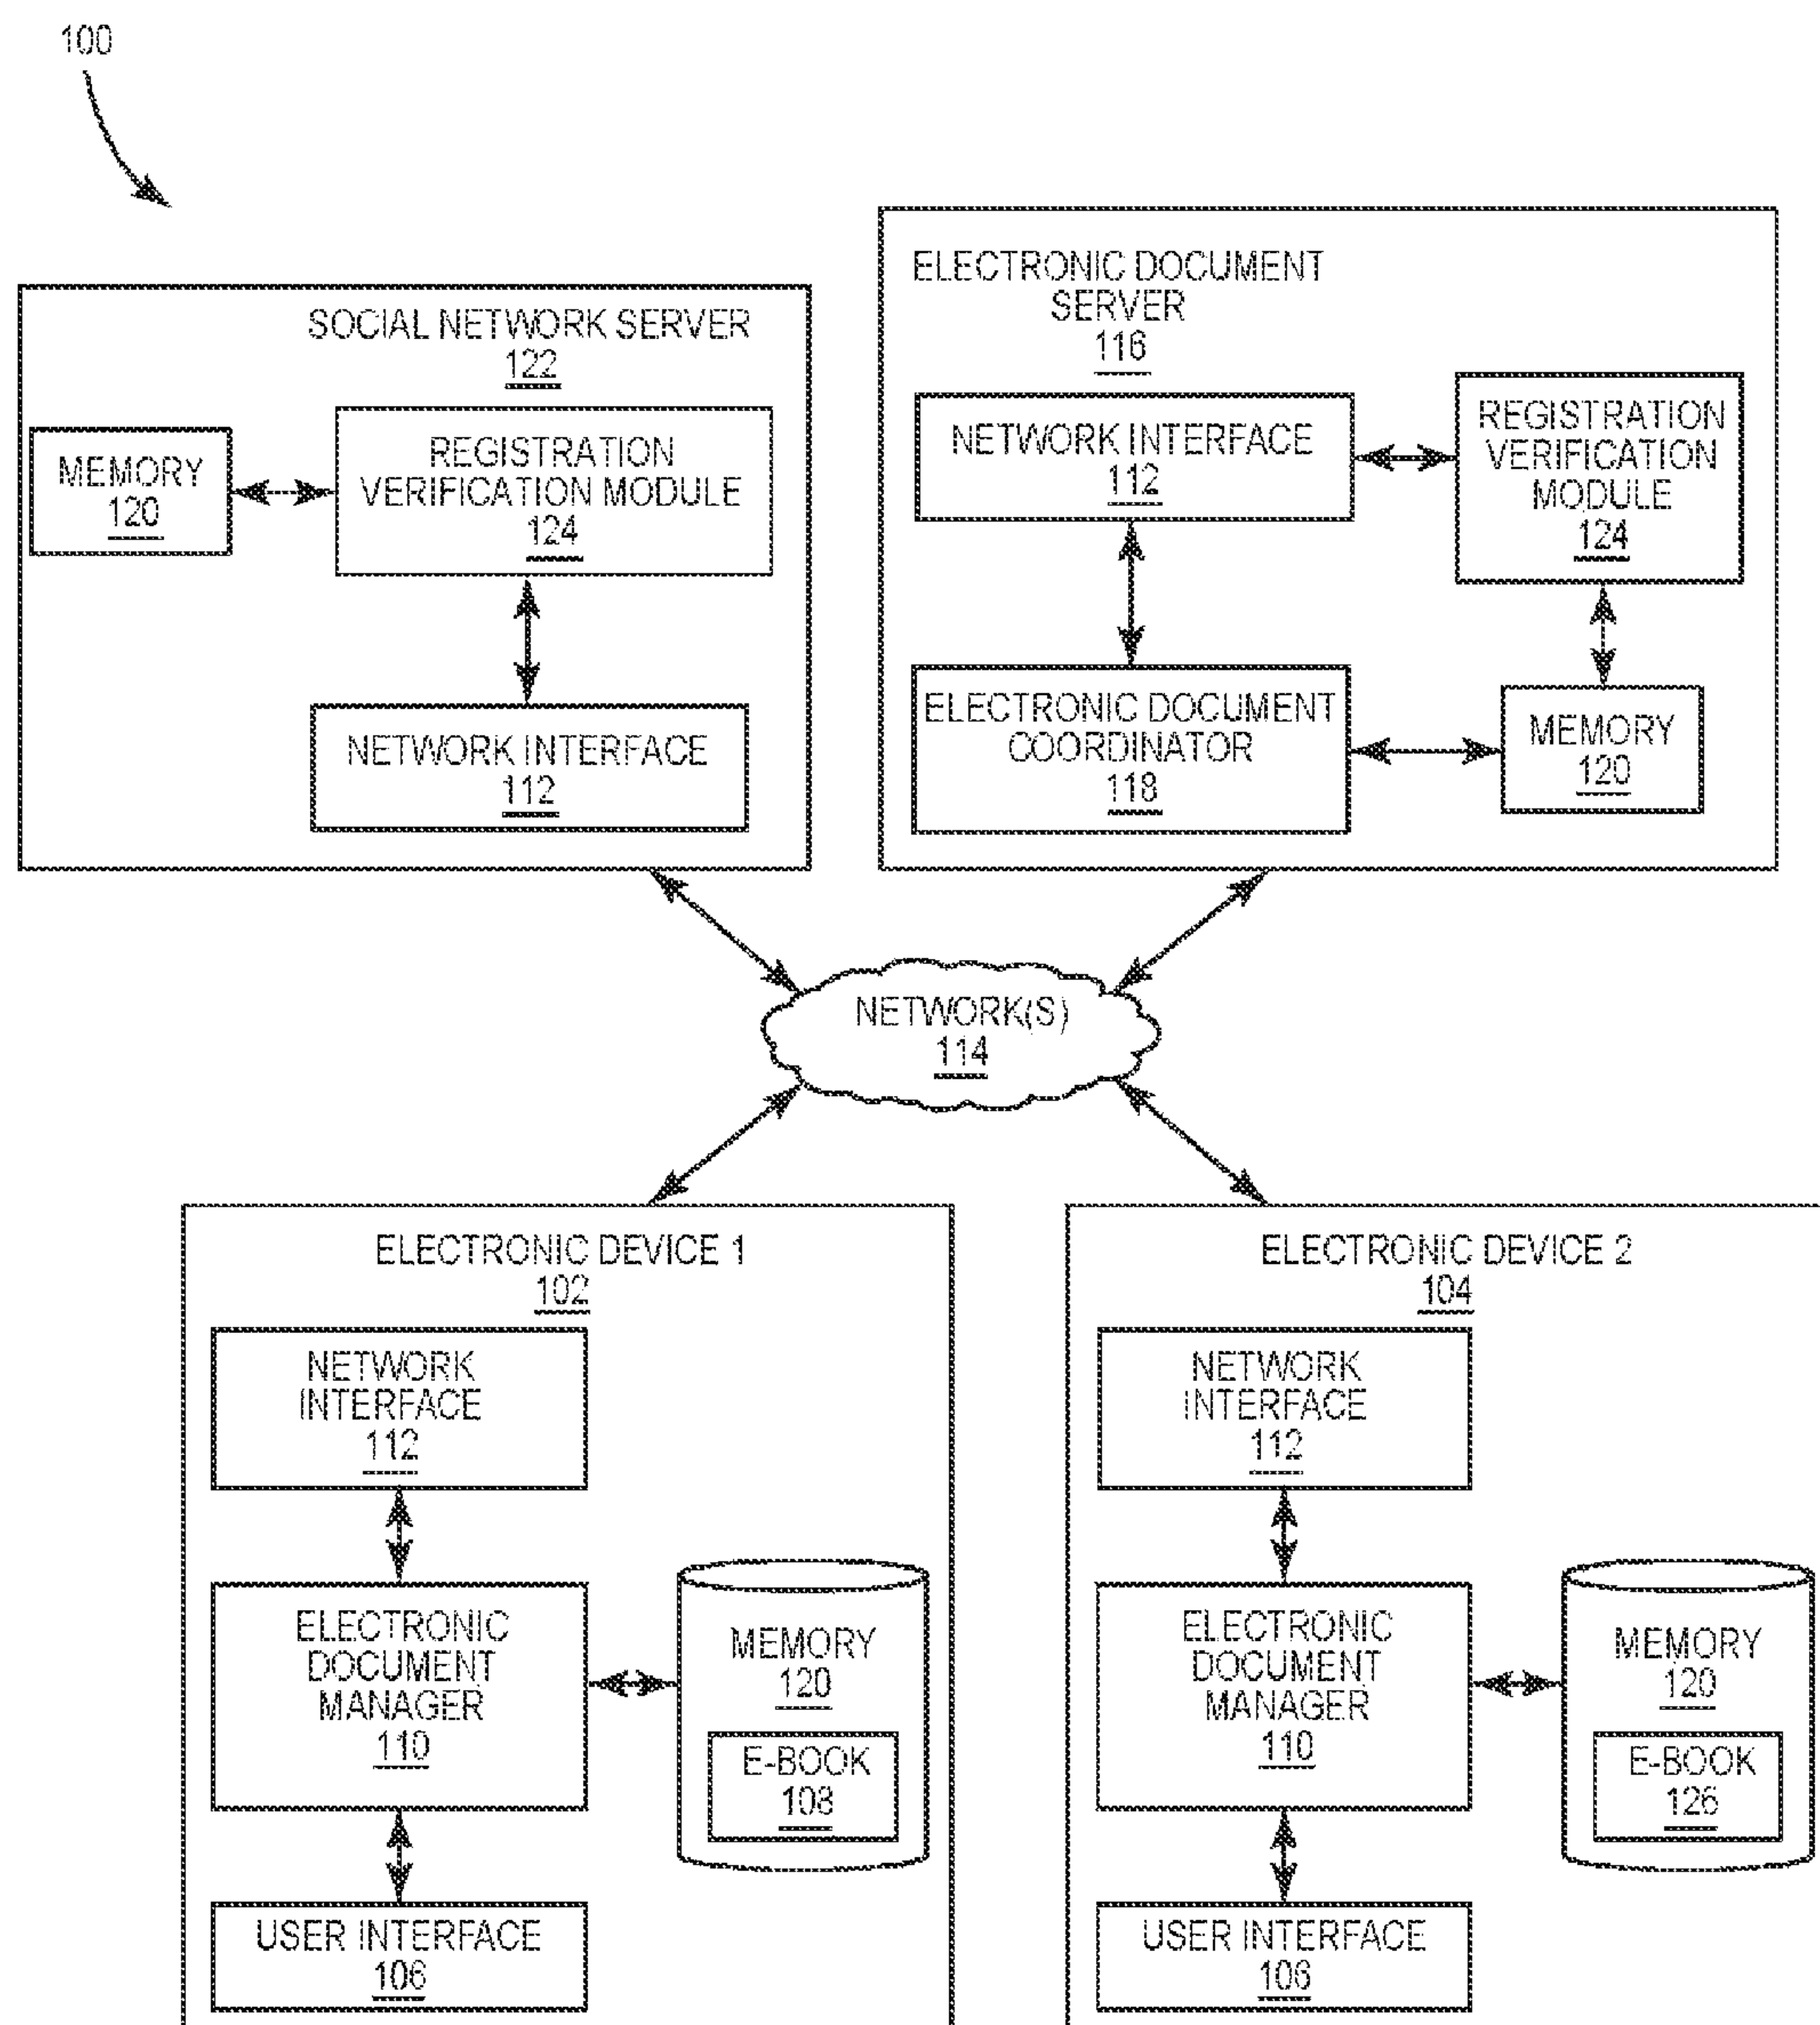 100
SOCIAL NETWORK SERVER
122
MEMORY
120
REGISTRATION
VERIFICATION MODULE
124
NETWORK INTERFACE
112
ELECTRONIC DOCUMENT
SERVER
116
NETWORK INTERFACE
112
REGISTRATION
VERIFICATION
MODULE
124
ELECTRONIC DOCUMENT
COORDINATOR
118
MEMORY
120
NETWORK(S)
114
ELECTRONIC DEVICE 1
102
NETWORK
INTERFACE
112
ELECTRONIC
DOCUMENT
MANAGER
110
MEMORY
120
E-BOOK
108
USER INTERFACE
106
ELECTRONIC DEVICE 2
104
NETWORK
INTERFACE
112
ELECTRONIC
DOCUMENT
MANAGER
110
MEMORY
120
E-BOOK
126
USER INTERFACE
106